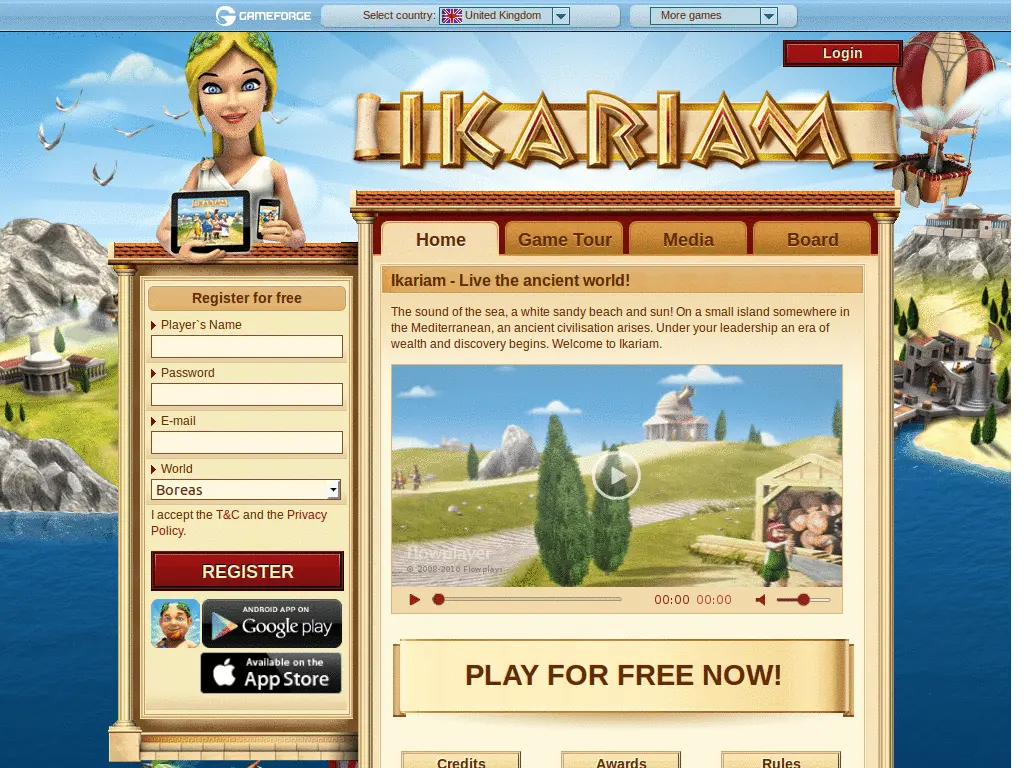 GAMEFORGE
Select country: United Kingdom
More games
Login
IKARIAM
IKARIAM
Home
Game Tour
Media
Board
Register for free
Player`s Name
Password
E-mail
World
Boreas
I accept the T&C and the Privacy
Policy.
REGISTER
ANDROID APP ON
Google play
Available on the
App Store
Ikariam - Live the ancient world!
The sound of the sea, a white sandy beach and sun! On a small island somewhere in
the Mediterranean, an ancient civilisation arises. Under your leadership an era of
wealth and discovery begins. Welcome to Ikariam.
flowplayer
© 2008-2010 Flowplayer
00:00 00:00
PLAY FOR FREE NOW!
Credits
Awards
Rules